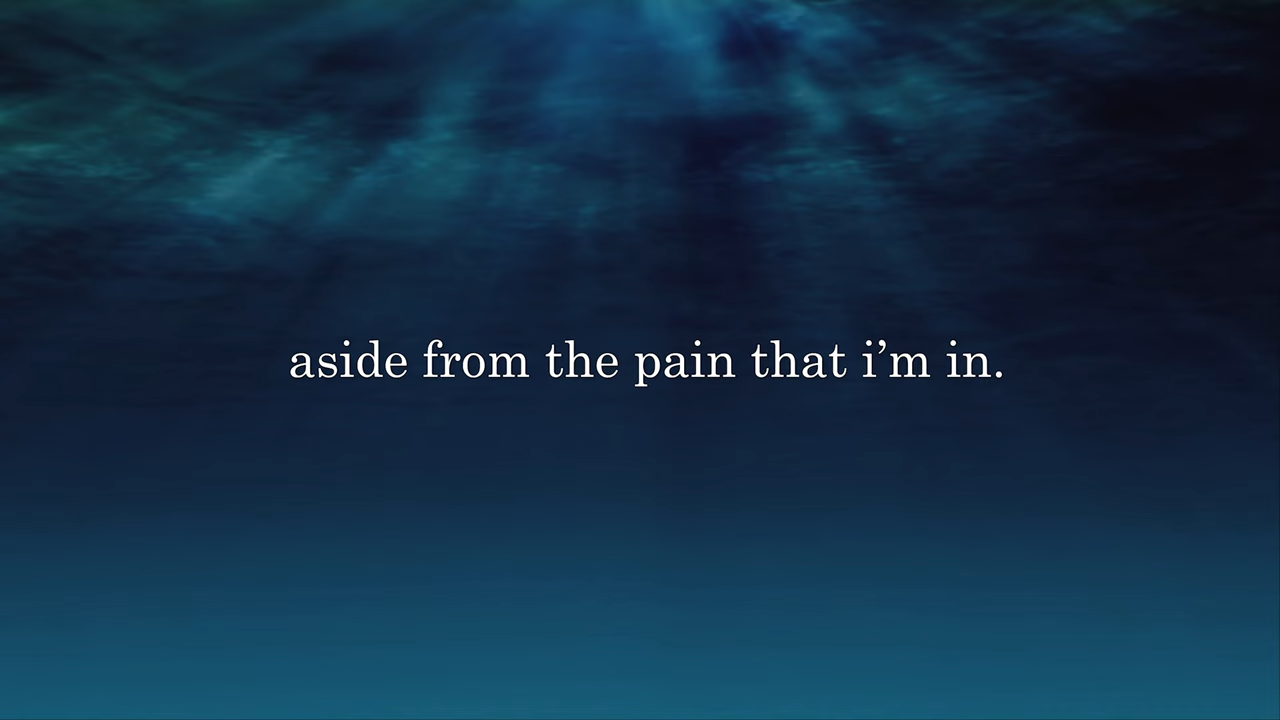 aside from the pain that i’m in.